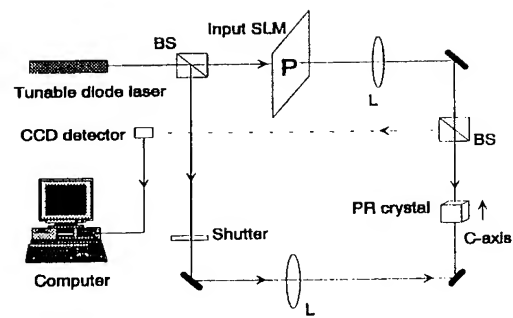 Input SLM
BS
P
Tunable diode laser
L
CCD detector
BS
PR crystal
C-axis
Shutter
Computer
L